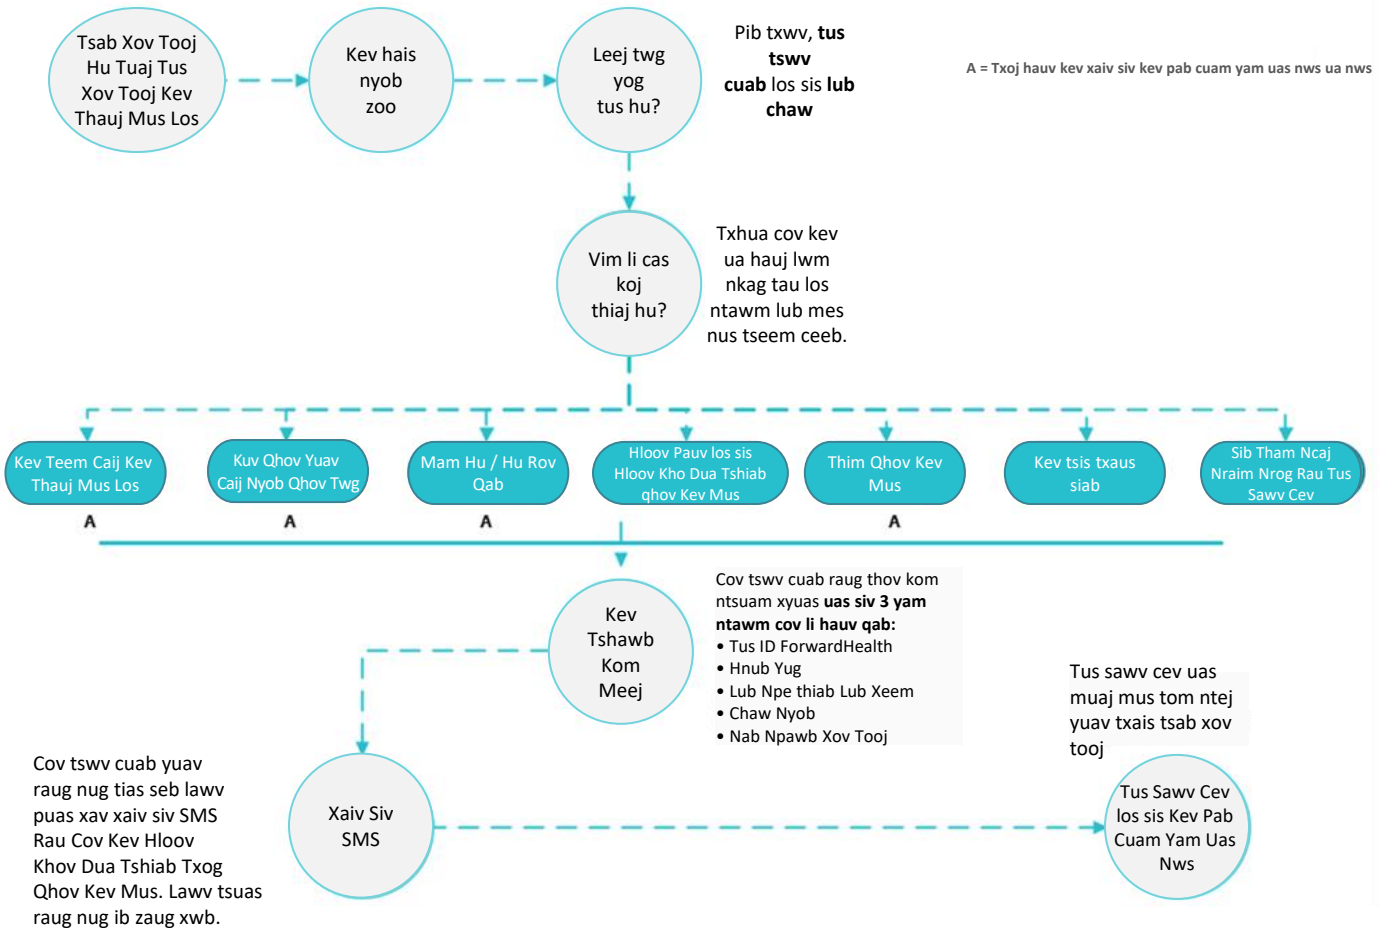 Tsab Xov Tooj
Hu Tuaj Tus
Xov Tooj Kev
Thauj Mus Los
Kev hais
nyob
zoo
Leej twg
yog
tus hu?
Pib txwv, tus
tswv
cuab los sis lub
chaw
A = Txoj hauv kev xaiv siv kev pab cuam yam uas nws ua nws
Vim li cas
koj
thiaj hu?
Txhua cov kev
ua hauj lwm
nkag tau los
ntawm lub mes
nus tseem ceeb.
Kev Teem Caij Kev
Thauj Mus Los
Kuv Qhov Yuav
Caij Nyob Qhov Twg
Mam Hu / Hu Rov
Qab
Hloov Pauv los sis
Hloov Kho Dua Tshiab
qhov Kev Mus
Thim Qhov Kev
Mus
Kev tsis txaus
siab
Sib Tham Ncaj
Nraim Nrog Rau Tus
Sawv Cev
A
A
A
A
Kev
Tshawb
Kom
Meej
Cov tswv cuab raug thov kom
ntsuam xyuas uas siv 3 yam
ntawm cov li hauv qab:
• Tus ID ForwardHealth
• Hnub Yug
• Lub Npe thiab Lub Xeem
• Chaw Nyob
• Nab Npawb Xov Tooj
Cov tswv cuab yuav
raug nug tias seb lawv
puas xav xaiv siv SMS
Rau Cov Kev Hloov
Khov Dua Tshiab Txog
Qhov Kev Mus. Lawv tsuas
raug nug ib zaug xwb.
Xaiv Siv
SMS
Tus sawv cev uas
muaj mus tom ntej
yuav txais tsab xov
tooj
Tus Sawv Cev
los sis Kev Pab
Cuam Yam Uas
Nws